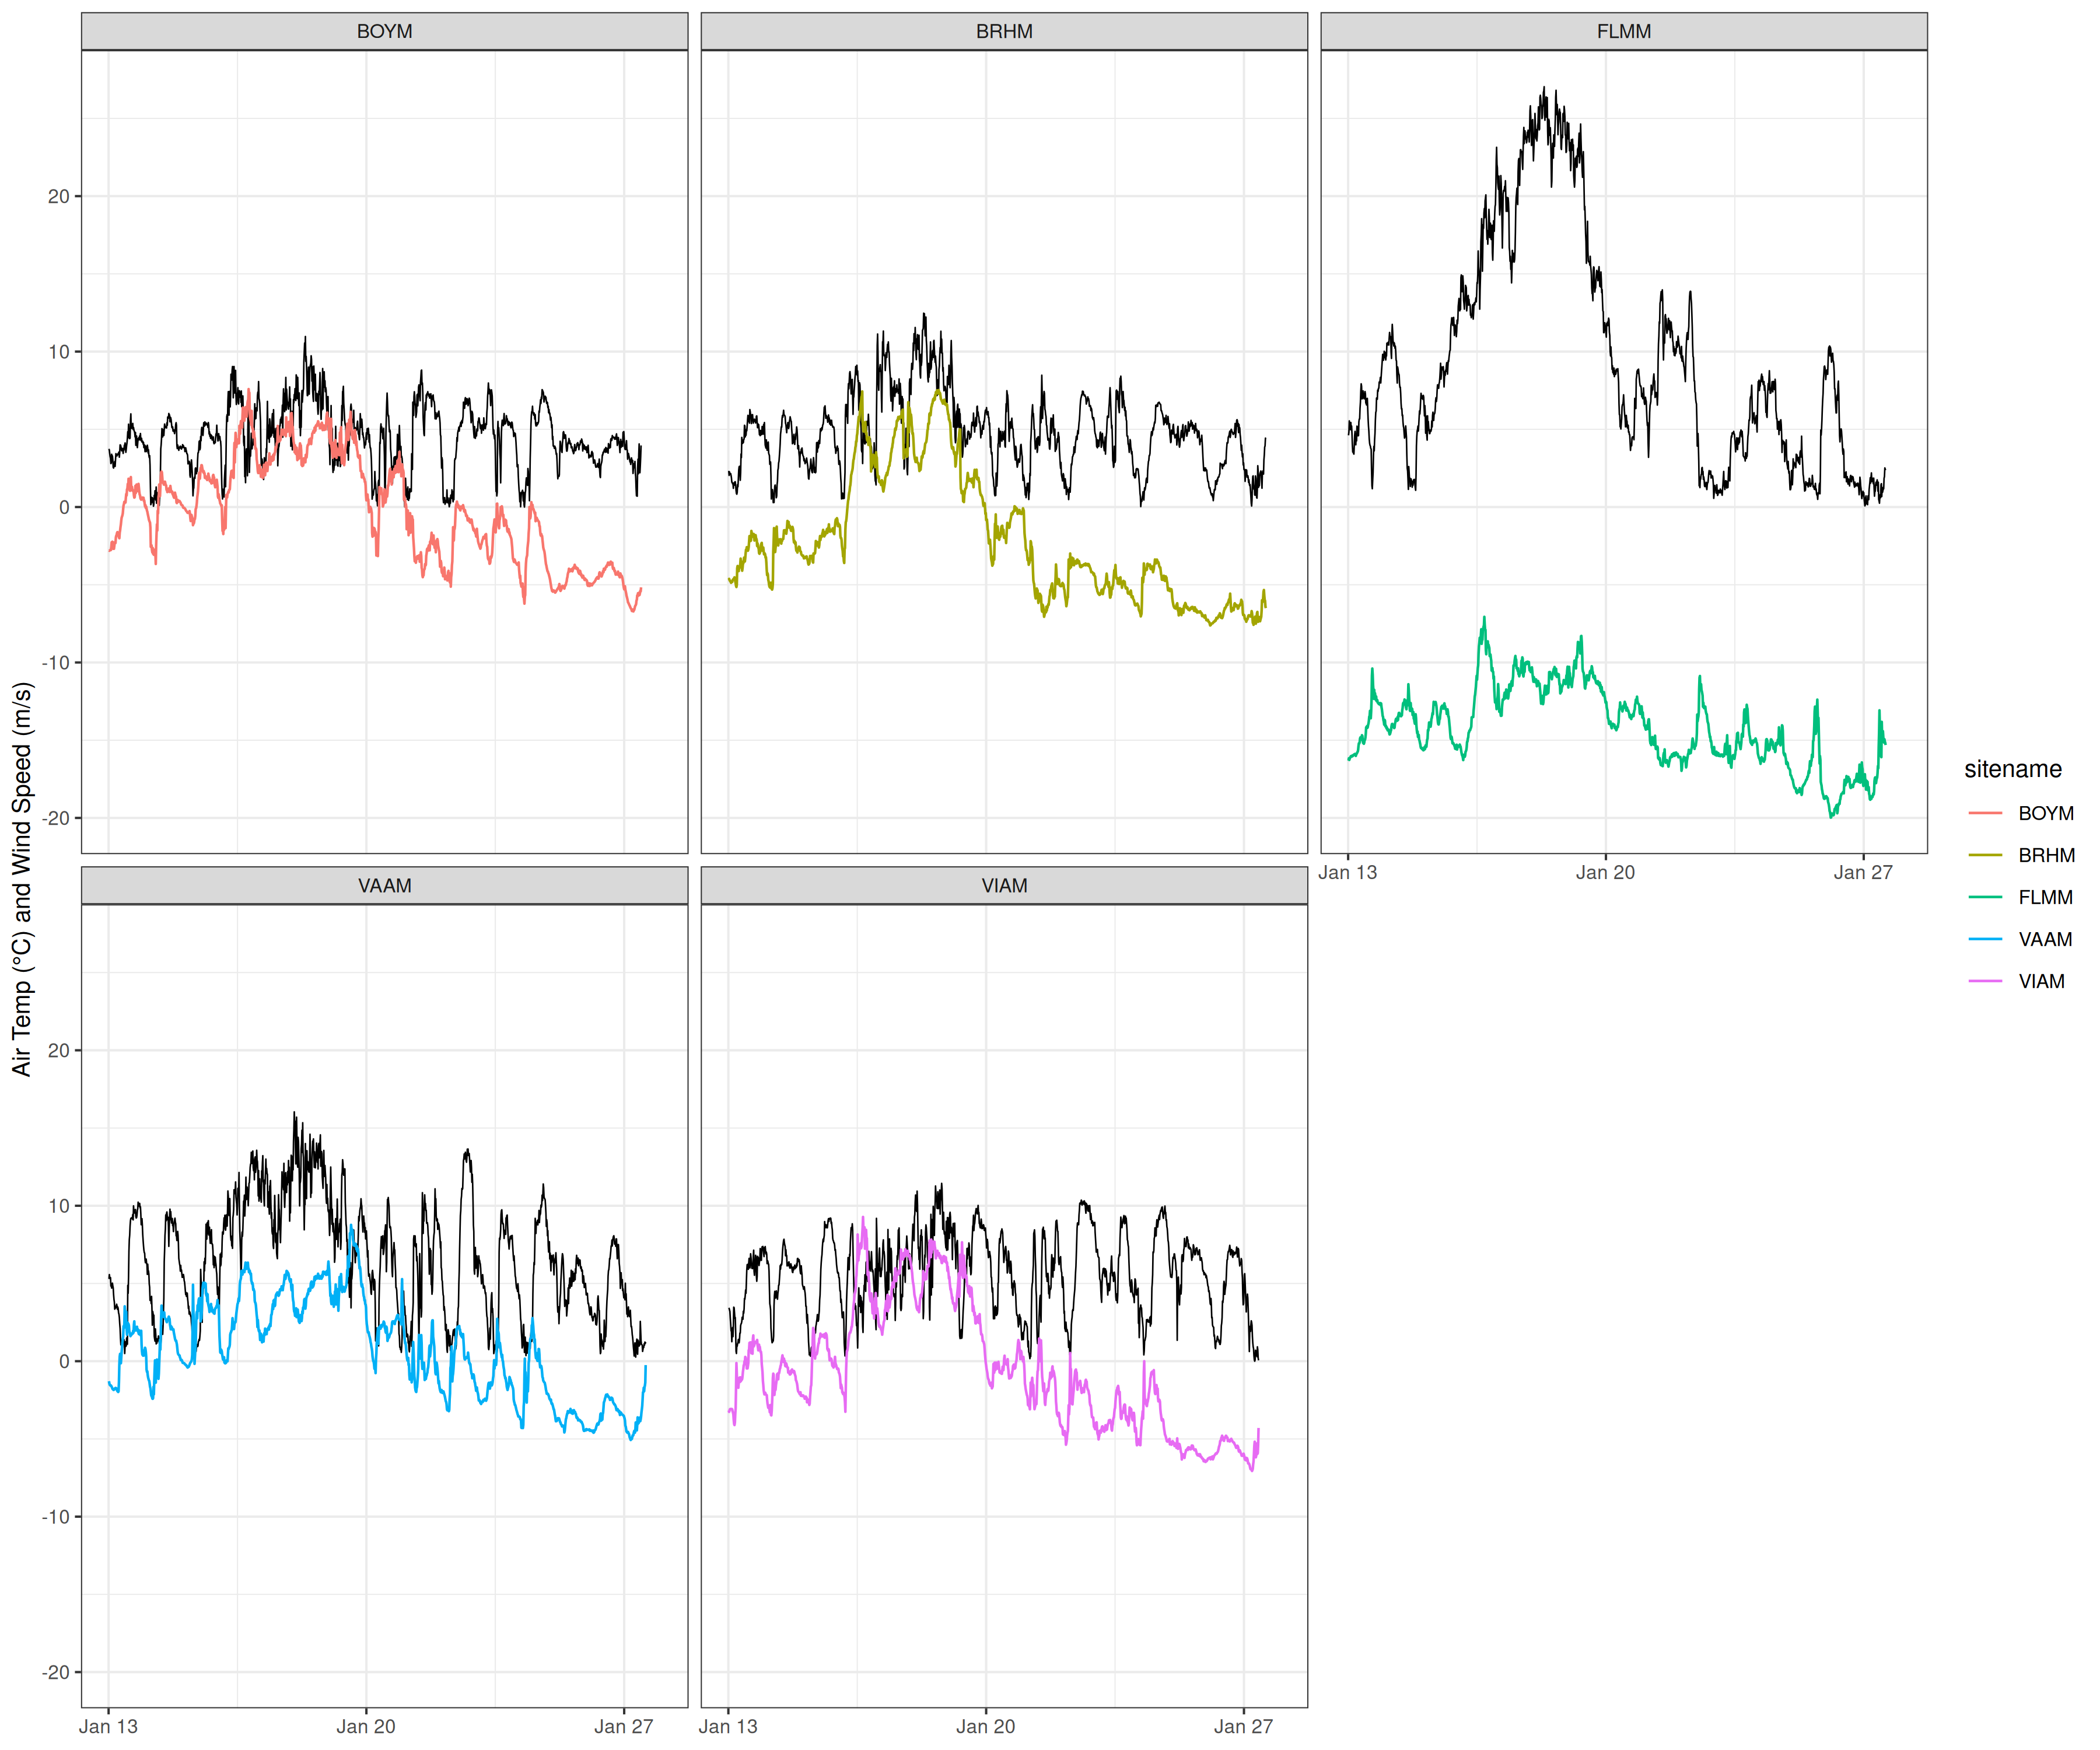 BOYM
BRHM
FLMM
20
10
0
-10
-20
Jan 13
Jan 20
Jan 27
VAAM
VIAM
20
10
0
-10
-20
Jan 13
Jan 20
Jan 27
Jan 13
Jan 20
Jan 27
Air Temp (°C) and Wind Speed (m/s)
sitename
BOYM
BRHM
FLMM
VAAM
VIAM